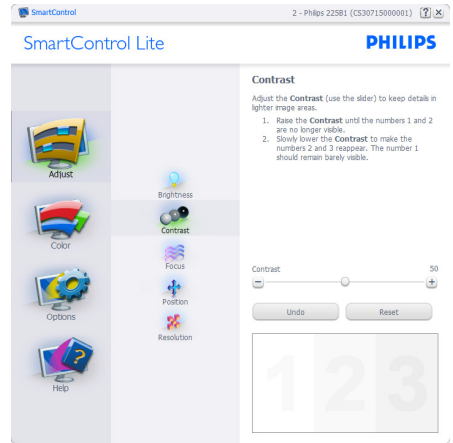 SmartControl
2 - Philips 225B1 (CS30715000001)
?
SmartControl Lite
PHILIPS
Adjust
Color
Options
Help
Brightness
Contrast
Focus
Position
Resolution
Contrast
Adjust the Contrast (use the slider) to keep details in
lighter image areas.
1. Raise the Contrast until the numbers 1 and 2
are no longer visible.
2. Slowly lower the Contrast to make the
numbers 2 and 3 reappear. The number 1
should remain barely visible.
Contrast 50
Undo Reset
1 2 3